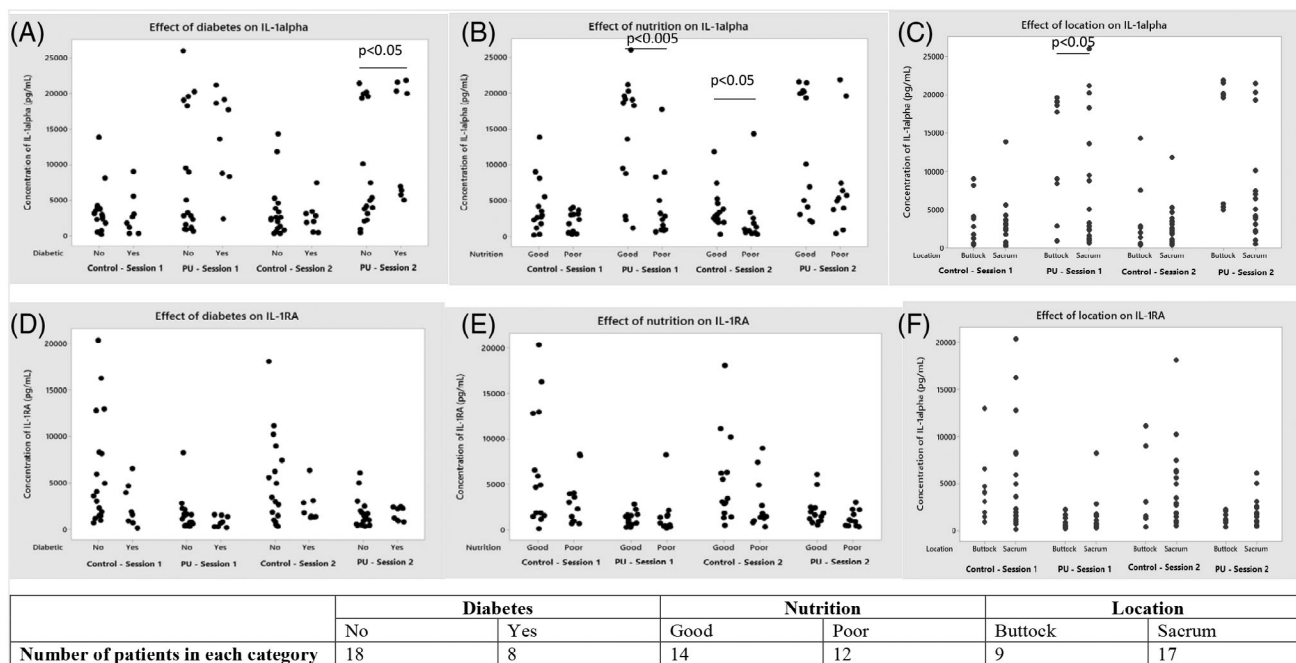 (A) Effect of diabetes on IL-1alpha
p<0.05
Concentration of IL-1alpha (pg/mL)
25000
20000
15000
10000
5000
0
Diabetic No Yes No Yes No Yes No Yes
Control - Session 1 PU - Session 1 Control - Session 2 PU - Session 2
(B) Effect of nutrition on IL-1alpha
p<0.005
p<0.05
Concentration of IL-1alpha (pg/mL)
25000
20000
15000
10000
5000
0
Nutrition Good Poor Good Poor Good Poor Good Poor
Control - Session 1 PU - Session 1 Control - Session 2 PU - Session 2
(C) Effect of location on IL-1alpha
p<0.05
Concentration of IL-1alpha (pg/mL)
25000
20000
15000
10000
5000
0
Location Buttock Sacrum Buttock Sacrum Buttock Sacrum Buttock Sacrum
Control - Session 1 PU - Session 1 Control - Session 2 PU - Session 2
(D) Effect of diabetes on IL-1RA
Concentration of IL-1RA (pg/mL)
20000
15000
10000
5000
0
Diabetic No Yes No Yes No Yes No Yes
Control - Session 1 PU - Session 1 Control - Session 2 PU - Session 2
(E) Effect of nutrition on IL-1RA
Concentration of IL-1RA (pg/mL)
20000
15000
10000
5000
0
Nutrition Good Poor Good Poor Good Poor Good Poor
Control - Session 1 PU - Session 1 Control - Session 2 PU - Session 2
(F) Effect of location on IL-1RA
Concentration of IL-1alpha (pg/mL)
20000
15000
10000
5000
0
Location Buttock Sacrum Buttock Sacrum Buttock Sacrum Buttock Sacrum
Control - Session 1 PU - Session 1 Control - Session 2 PU - Session 2
Diabetes Nutrition Location
No Yes Good Poor Buttock Sacrum
Number of patients in each category 18 8 14 12 9 17